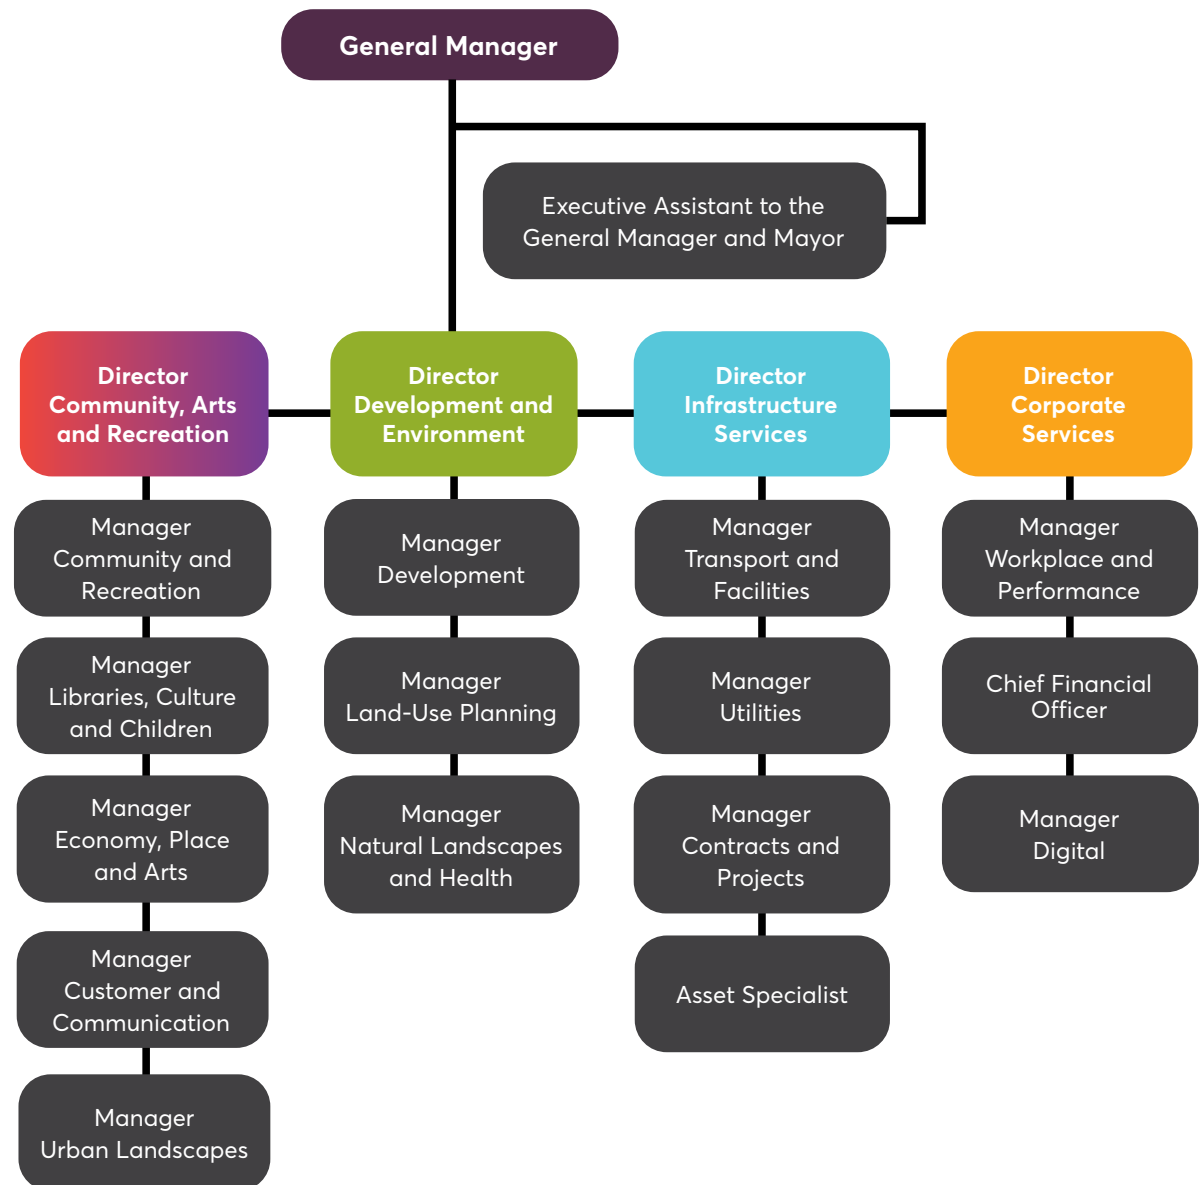 General Manager
Executive Assistant to the
General Manager and Mayor
Director
Community, Arts
and Recreation
Director
Development and
Environment
Director
Infrastructure
Services
Director
Corporate
Services
Manager
Community and
Recreation
Manager
Libraries, Culture
and Children
Manager
Economy, Place
and Arts
Manager
Customer and
Communication
Manager
Urban Landscapes
Manager
Development
Manager
Land-Use Planning
Manager
Natural Landscapes
and Health
Manager
Transport and
Facilities
Manager
Utilities
Manager
Contracts and
Projects
Asset Specialist
Manager
Workplace and
Performance
Chief Financial
Officer
Manager
Digital